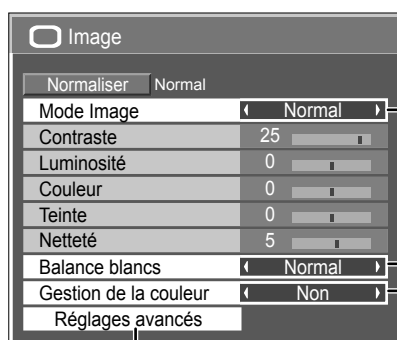 Image
Normaliser Normal
Mode Image Normal
Contraste 25
Luminosité 0
Couleur 0
Teinte 0
Netteté 5
Balance blancs Normal
Gestion de la couleur Non
Réglages avancés